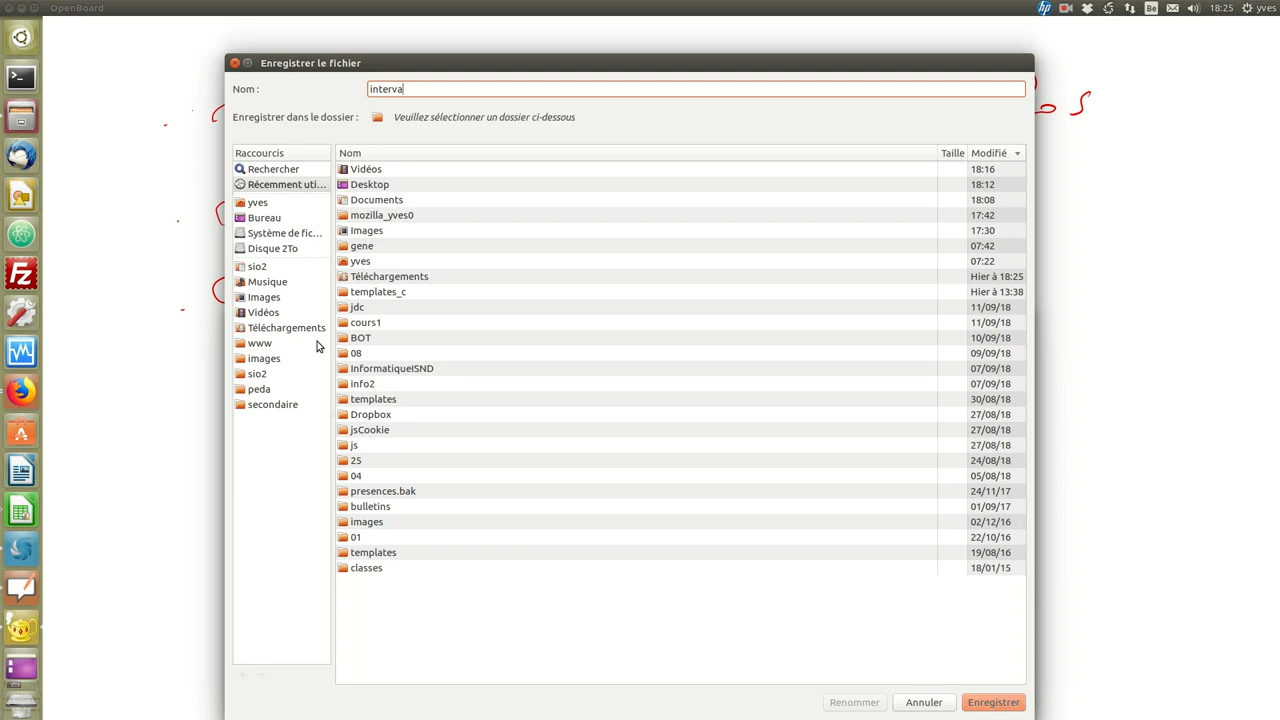 OpenBoard
Be
18:25
yves
Enregistrer le fichier
Nom :
interva
Enregistrer dans le dossier :
Veuillez sélectionner un dossier ci-dessous
Raccourcis
Nom
Taille
Modifié
Rechercher
Récemment uti...
yves
Bureau
Système de fic...
Disque 2To
sio2
Musique
Images
Vidéos
Téléchargements
www
images
sio2
peda
secondaire
Vidéos 18:16
Desktop 18:12
Documents 18:08
mozilla_yves0 17:42
Images 17:30
gene 07:42
yves 07:22
Téléchargements Hier à 18:25
templates_c Hier à 13:38
jdc 11/09/18
cours1 11/09/18
BOT 10/09/18
08 09/09/18
InformatiqueISND 07/09/18
info2 07/09/18
templates 30/08/18
Dropbox 27/08/18
jsCookie 27/08/18
js 27/08/18
25 24/08/18
04 05/08/18
presences.bak 24/11/17
bulletins 01/09/17
images 02/12/16
01 22/10/16
templates 19/08/16
classes 18/01/15
Renommer
Annuler
Enregistrer